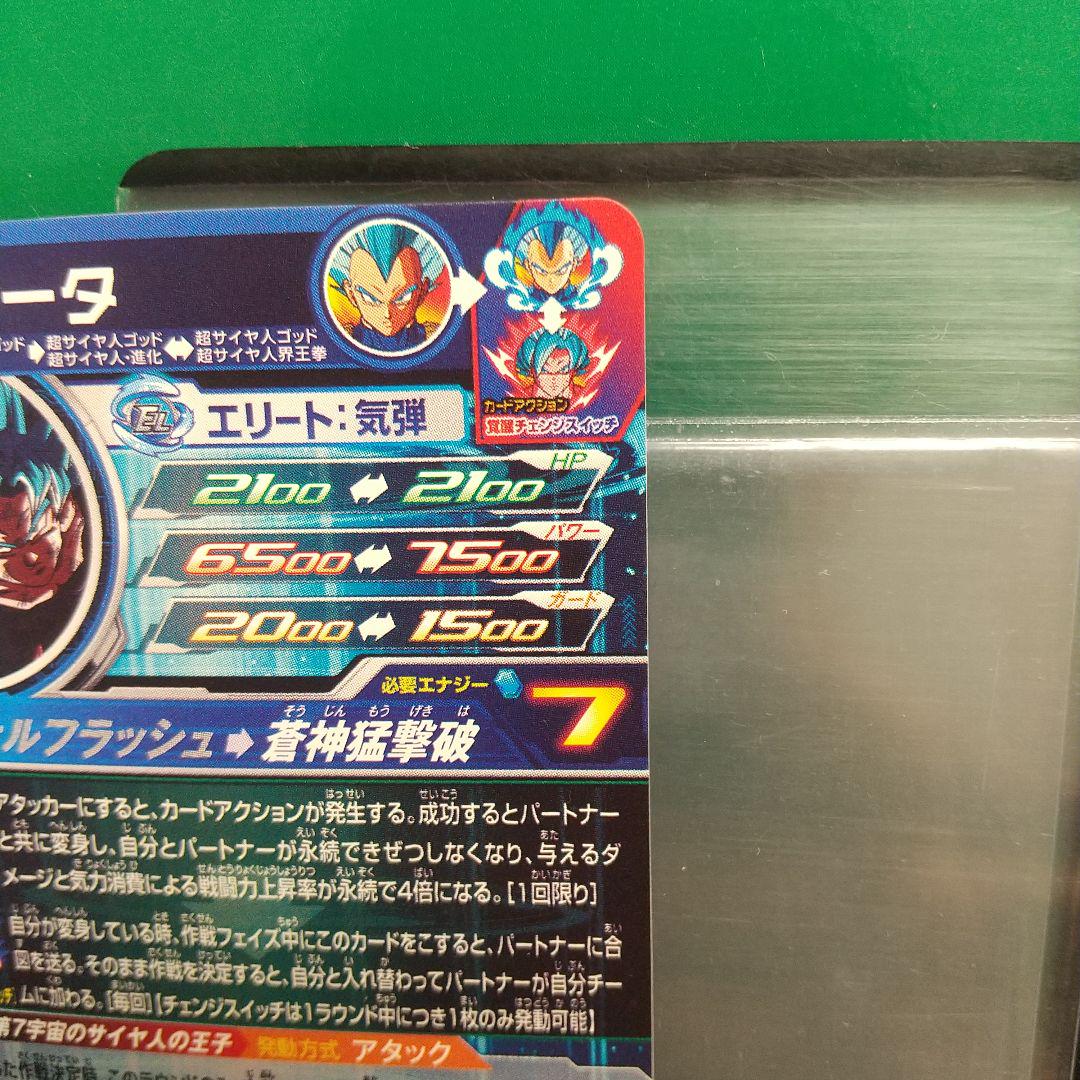 ータ
ッド 超サイヤ人ゴッド 超サイヤ人ゴッド
超サイヤ人・進化 超サイヤ人界王拳
カードアクション
覚醒チェンジスイッチ
EL エリート:気弾
HP
2100 2100
パワー
6500 7500
ガード
2000 1500
必要エナジー 7
ルフラッシュ 蒼神猛撃破
そう じん もう げき は
アタッカーにすると、カードアクションが発生する。成功するとパートナー
と共に変身し、自分とパートナーが永続できぜつしなくなり、与えるダ
メージと気力消費による戦闘力上昇率が永続で4倍になる。[1回限り]
自分が変身している時、作戦フェイズ中にこのカードをこすると、パートナーに合
図を送る。そのまま作戦を決定すると、自分と入れ替わってパートナーが自分チー
ムに加わる。[毎回]【チェンジスイッチは1ラウンド中につき1枚のみ発動可能】
第7宇宙のサイヤ人の王子 発動方式 アタック